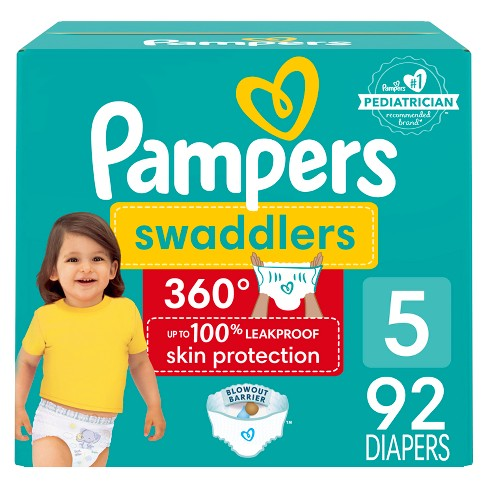 Pampers
#1
PEDIATRICIAN
recommended
brand
Pampers
swaddlers
360°
UP TO 100% LEAKPROOF
skin protection
BLOWOUT
BARRIER
TM
5
92
DIAPERS